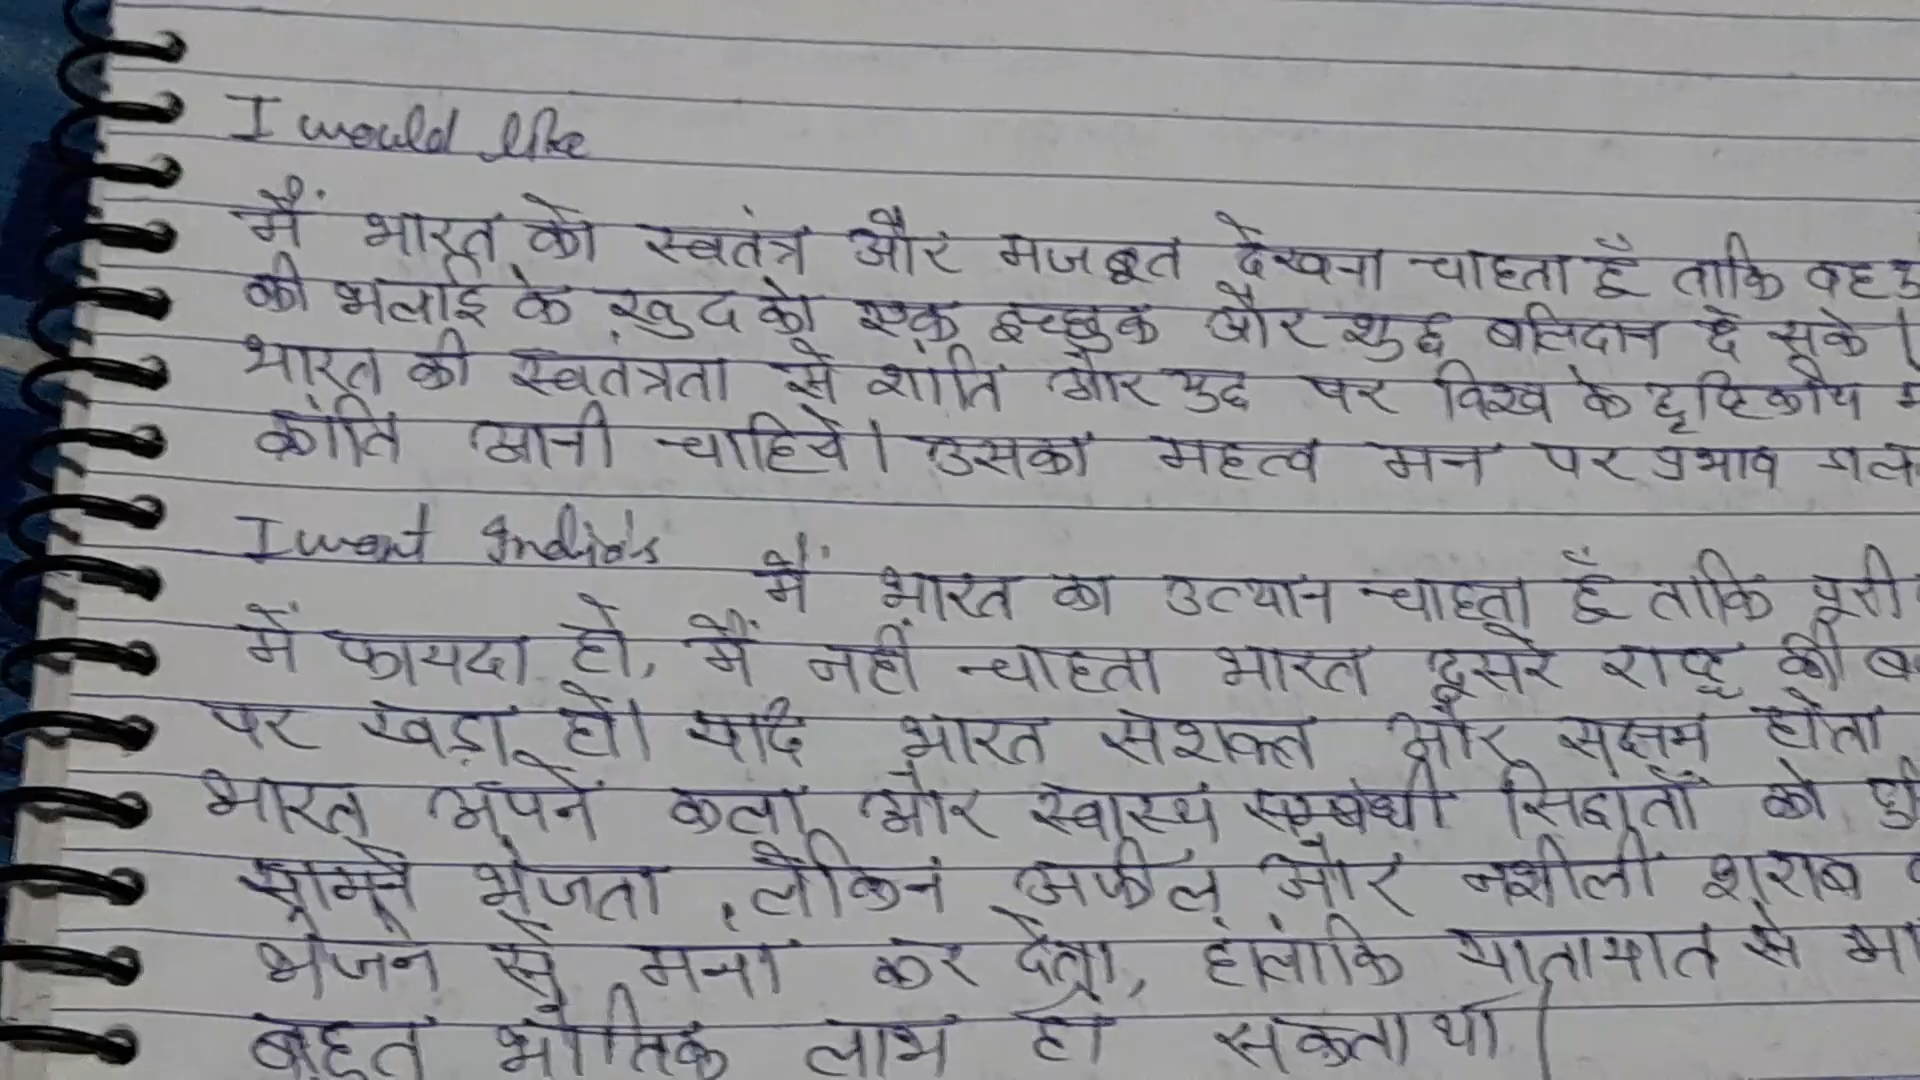 I would like
मैं भारत को स्वतंत्र और मजबूत देखना चाहता हूँ ताकि वह
की भलाई के खुद को एक इच्छुक और शुद्ध बलिदान दे सके।
भारत की स्वतंत्रता से शांति और युद्ध पर विश्व के दृष्टिकोण
क्रांति आनी चाहिये। उसका महत्व मन पर प्रभाव
I want India's मैं भारत का उत्थान चाहता हूँ ताकि पूरी
में फायदा हो, मैं नहीं चाहता भारत दूसरे राष्ट्र की
पर खड़ा हो। यदि भारत सशक्त और सक्षम होता
भारत अपने कला और स्वास्थ्य सम्बंधी सिद्धांतों को
सामने भेजता, लेकिन अफील और नशीली शराब
भेजने से मना कर देता, हालांकि यातायात से
बहुत भौतिक लाभ हो सकता था।